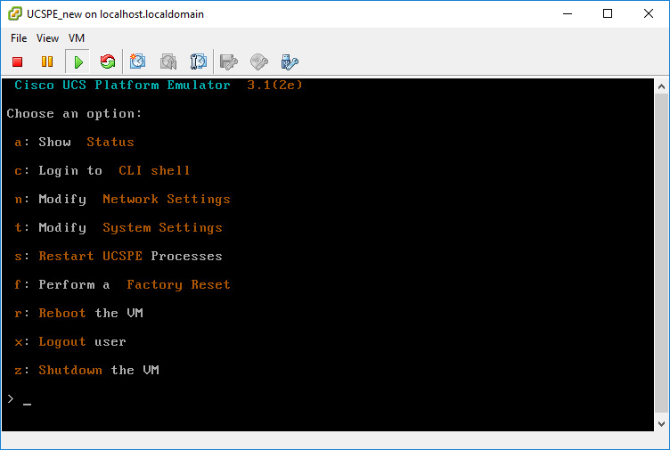 UCSPE_new on localhost.localdomain
File View VM
Cisco UCS Platform Emulator 3.1(2e)
Choose an option:
a: Show Status
c: Login to CLI shell
n: Modify Network Settings
t: Modify System Settings
s: Restart UCSPE Processes
f: Perform a Factory Reset
r: Reboot the VM
x: Logout user
z: Shutdown the VM
> _